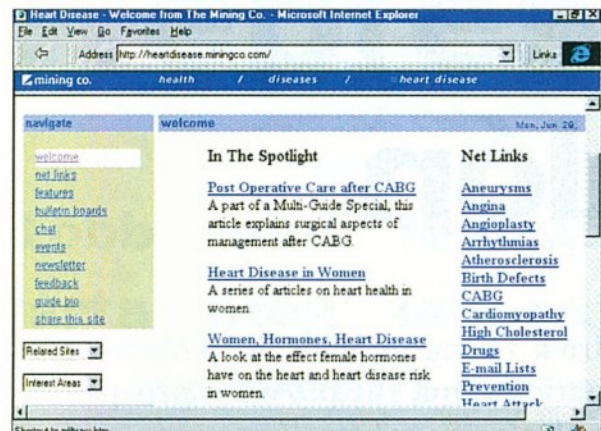 Heart Disease - Welcome from The Mining Co. - Microsoft Internet Explorer
File Edit View Go Favorites Help
Address http://heartdisease.miningco.com/ Links
mining co. health / diseases / heart disease
navigate
welcome
net links
features
bulletin boards
chat
events
newsletter
feedback
guide bio
share this site
Related Sites
Interest Areas
welcome
Mon, Jun 29,
In The Spotlight
Post Operative Care after CABG
A part of a Multi-Guide Special, this
article explains surgical aspects of
management after CABG.
Heart Disease in Women
A series of articles on heart health in
women.
Women, Hormones, Heart Disease
A look at the effect female hormones
have on the heart and heart disease risk
in women.
Net Links
Aneurysms
Angina
Angioplasty
Arrhythmias
Atherosclerosis
Birth Defects
CABG
Cardiomyopathy
High Cholesterol
Drugs
E-mail Lists
Prevention
Heart Attack
Shortcut to